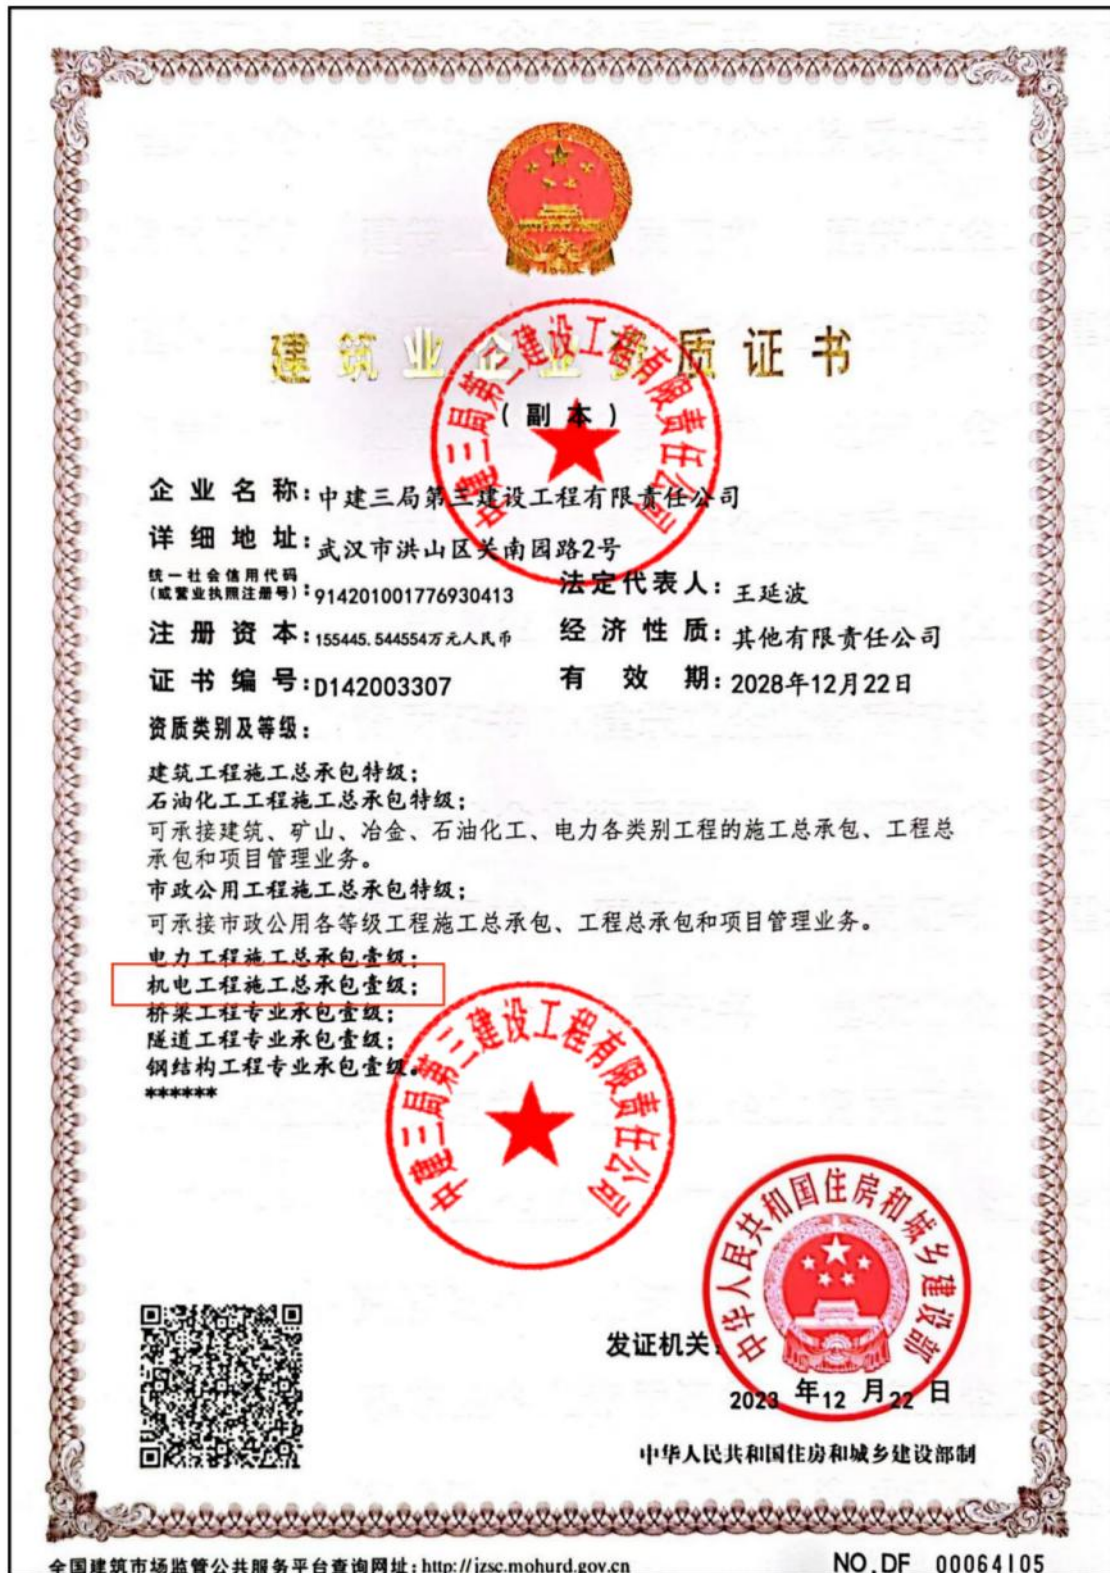 建筑业企业资质证书
(副本)
企业名称:中建三局第三建设工程有限责任公司
详细地址:武汉市洪山区关南园路2号
统一社会信用代码
(或营业执照注册号):914201001776930413
法定代表人:王延波
注册资本:155445.544554万元人民币
经济性质:其他有限责任公司
证书编号:D142003307
有效期:2028年12月22日
资质类别及等级:
建筑工程施工总承包特级;
石油化工工程施工总承包特级;
可承接建筑、矿山、冶金、石油化工、电力各类别工程的施工总承包、工程总
承包和项目管理业务。
市政公用工程施工总承包特级;
可承接市政公用各等级工程施工总承包、工程总承包和项目管理业务。
电力工程施工总承包壹级;
机电工程施工总承包壹级;
桥梁工程专业承包壹级;
隧道工程专业承包壹级;
钢结构工程专业承包壹级。
******
中建三局第三建设工程有限责任公司
中建三局第三建设工程有限责任公司
中华人民共和国住房和城乡建设部
发证机关:
2023年12月22日
中华人民共和国住房和城乡建设部制
全国建筑市场监管公共服务平台查询网址:http://jzsc.mohurd.gov.cn
NO.DF 00064105